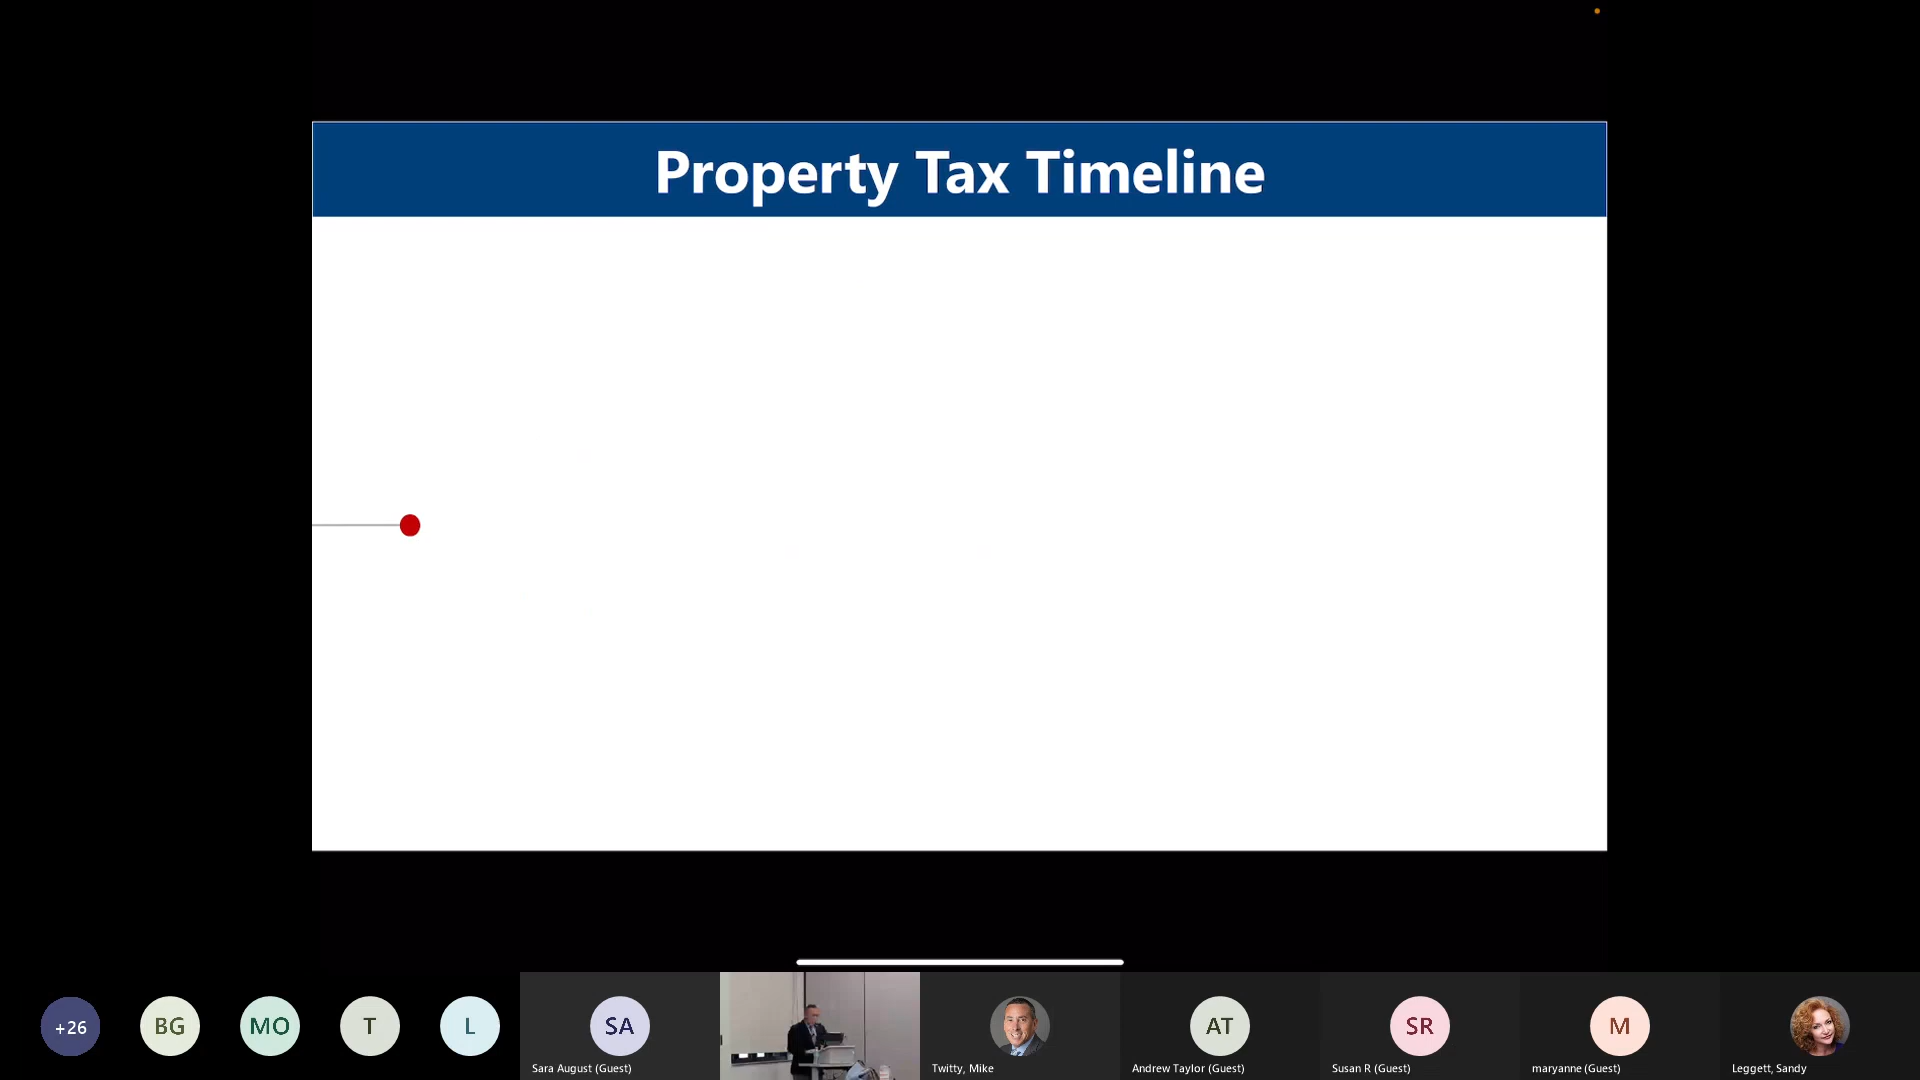 Property Tax Timeline
+26
BG
MO
T
L
SA
AT
SR
M
Sara August (Guest)
Twitty, Mike
Andrew Taylor (Guest)
Susan R (Guest)
maryanne (Guest)
Leggett, Sandy